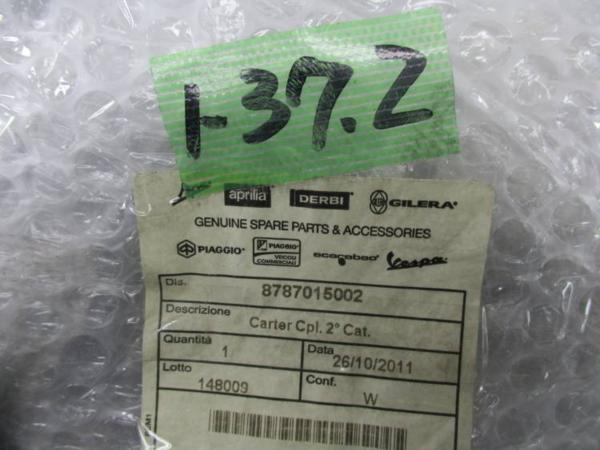 1-37.2
aprilia DERBI GILERA
GENUINE SPARE PARTS & ACCESSORIES
PIAGGIO PIAGGIO VEICOLI COMMERCIALI scarabeo Vespa
Dis. 8787015002
Descrizione Carter Cpl. 2° Cat.
Quantità 1 Data 26/10/2011
Lotto 148009 Conf. W